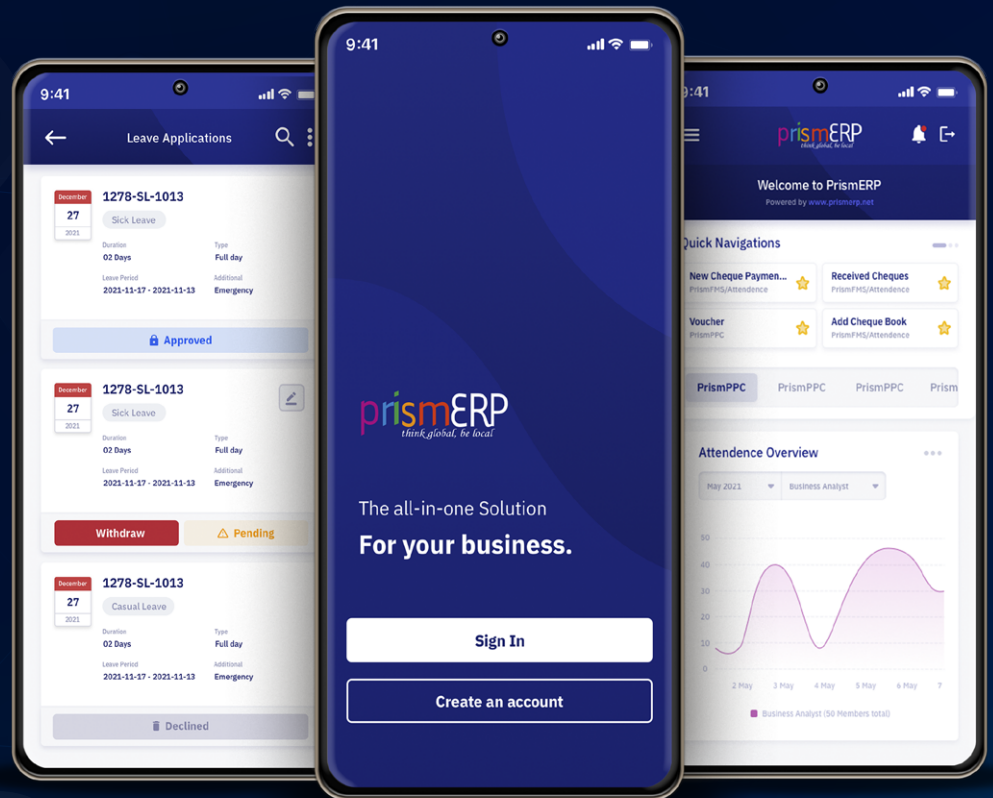 9:41
Leave Applications
December
27
2021
1278-SL-1013
Sick Leave
Duration
Type
02 Days
Full day
Leave Period
Additional
2021-11-17 - 2021-11-13
Emergency
Approved
December
27
2021
1278-SL-1013
Sick Leave
Duration
Type
02 Days
Full day
Leave Period
Additional
2021-11-17 - 2021-11-13
Emergency
Withdraw
Pending
December
27
2021
1278-SL-1013
Casual Leave
Duration
Type
02 Days
Full day
Leave Period
Additional
2021-11-17 - 2021-11-13
Emergency
Declined
9:41
prismERP
think global, be local
The all-in-one Solution
For your business.
Sign In
Create an account
9:41
prismERP
think global, be local
Welcome to PrismERP
Powered by www.prismerp.net
Quick Navigations
New Cheque Paymen...
PrismFMS/Attendence
Received Cheques
PrismFMS/Attendence
Voucher
PrismPPC
Add Cheque Book
PrismFMS/Attendence
PrismPPC PrismPPC PrismPPC Prism
Attendence Overview
May 2021
Business Analyst
50
40
30
20
10
0
2 May 3 May 4 May 5 May 6 May 7
Business Analyst (50 Members total)